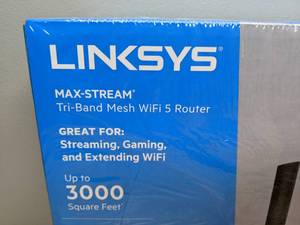 LINKSYS®
MAX-STREAM®
Tri-Band Mesh WiFi 5 Router
GREAT FOR:
Streaming, Gaming,
and Extending WiFi
Up to
3000
Square Feet